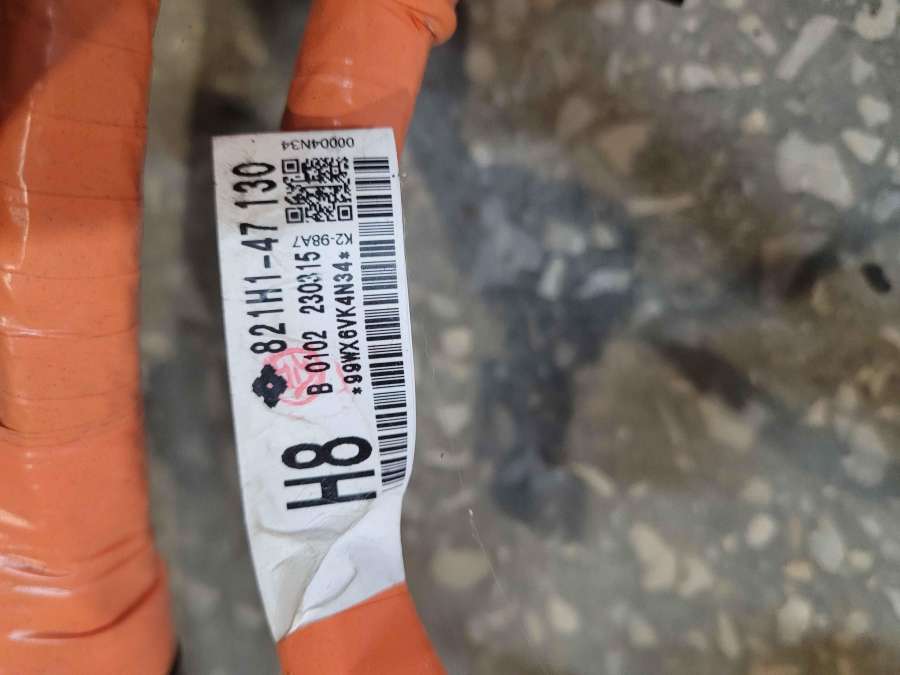 821H1-47130
B 0102 230315
H8
*99WX6VK4N34*
K2-98A7
00004N34